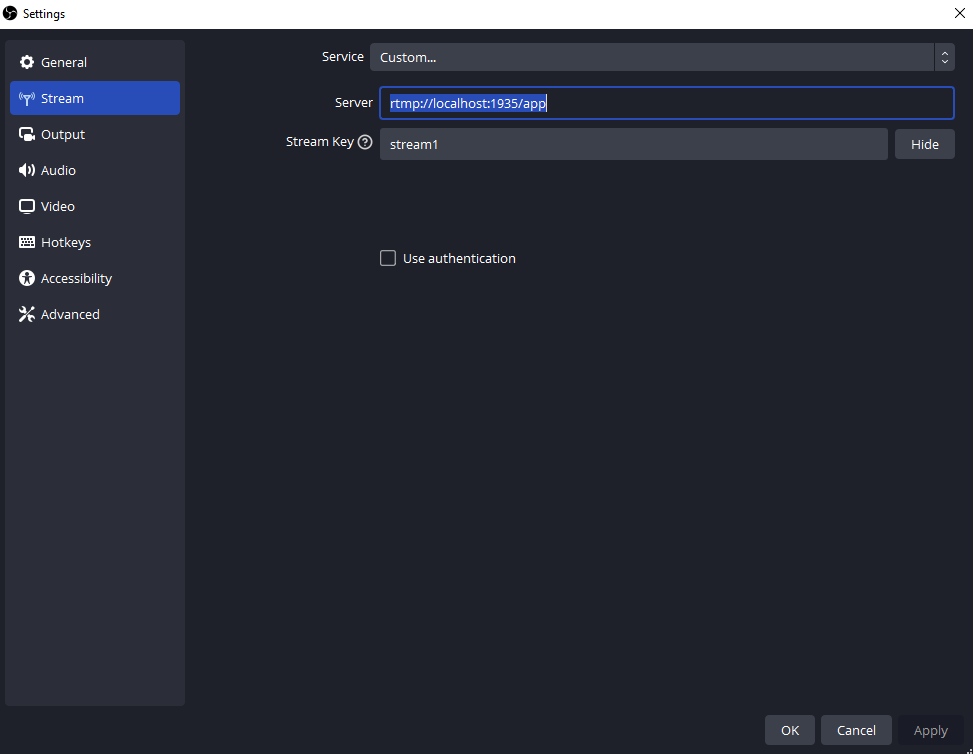 Settings
General
Stream
Output
Audio
Video
Hotkeys
Accessibility
Advanced
Service Custom...
Server rtmp://localhost:1935/app
Stream Key ? stream1 Hide
Use authentication
OK Cancel Apply